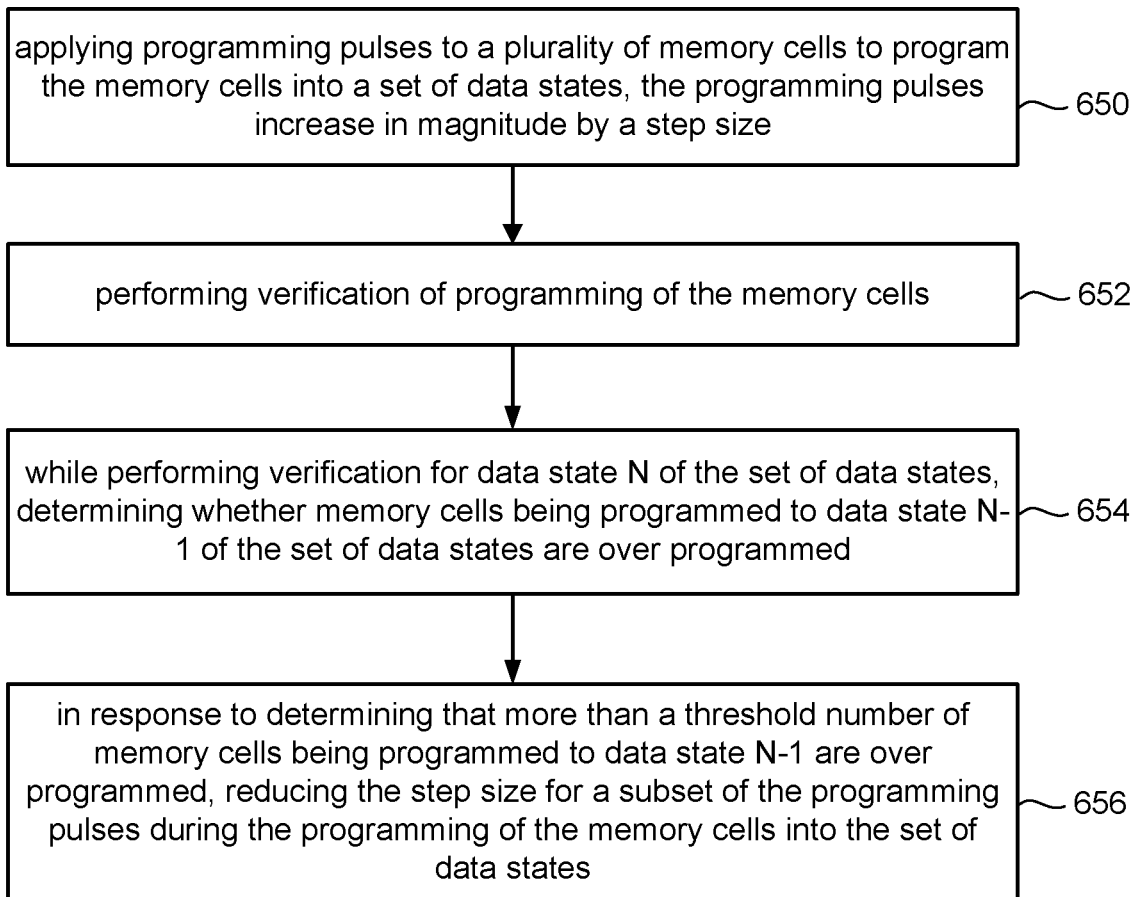 applying programming pulses to a plurality of memory cells to program
the memory cells into a set of data states, the programming pulses
increase in magnitude by a step size
650
performing verification of programming of the memory cells
652
while performing verification for data state N of the set of data states,
determining whether memory cells being programmed to data state N-
1 of the set of data states are over programmed
654
in response to determining that more than a threshold number of
memory cells being programmed to data state N-1 are over
programmed, reducing the step size for a subset of the programming
pulses during the programming of the memory cells into the set of
data states
656